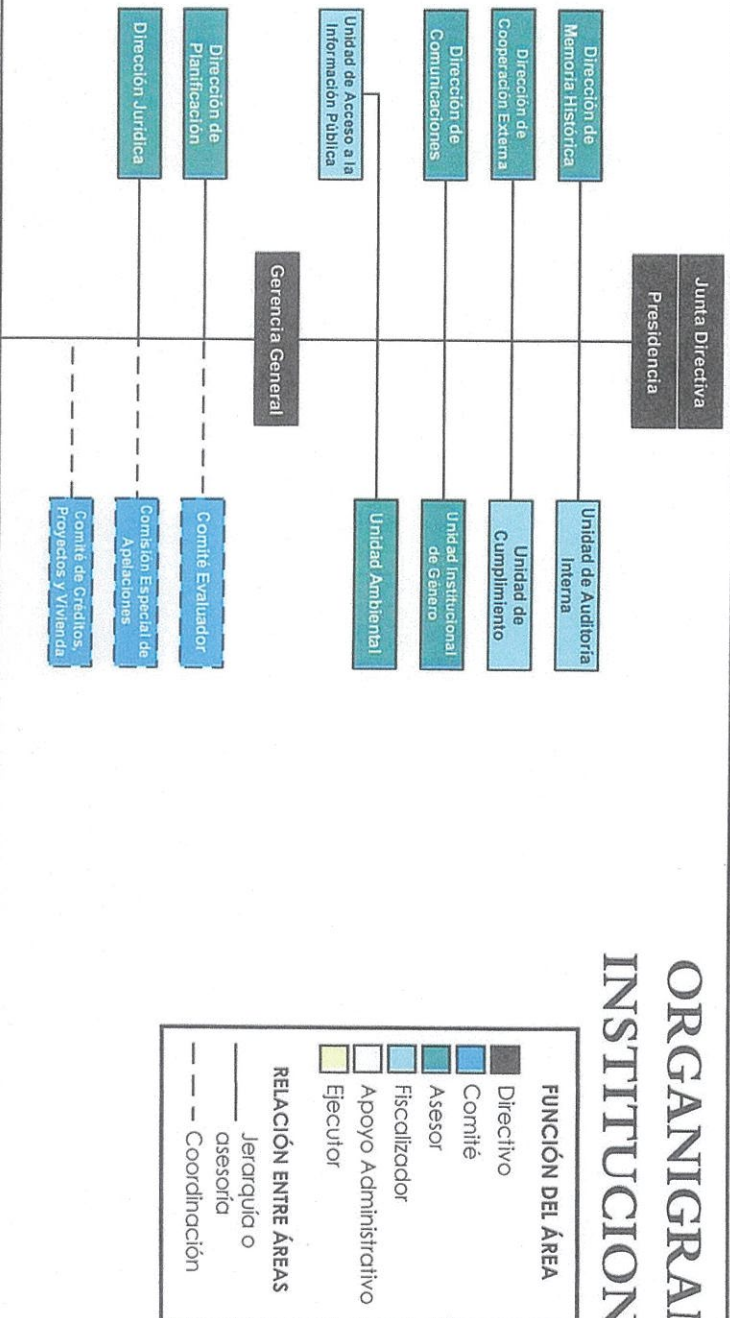 ORGANIGRA
INSTITUCION
Junta Directiva
Presidencia
Dirección de
Memoria Histórica
Unidad de Auditoría
Interna
Dirección de
Cooperación Externa
Unidad de
Cumplimiento
Dirección de
Comunicaciones
Unidad Institucional
de Género
Unidad de Acceso a la
Información Pública
Unidad Ambiental
Gerencia General
Dirección de
Planificación
Comité Evaluador
Dirección Jurídica
Comisión Especial de
Apelaciones
Comité de Créditos,
Proyectos y Vivienda
FUNCIÓN DEL ÁREA
Directivo
Comité
Asesor
Fiscalizador
Apoyo Administrativo
Ejecutor
RELACIÓN ENTRE ÁREAS
Jerarquía o
asesoría
Coordinación